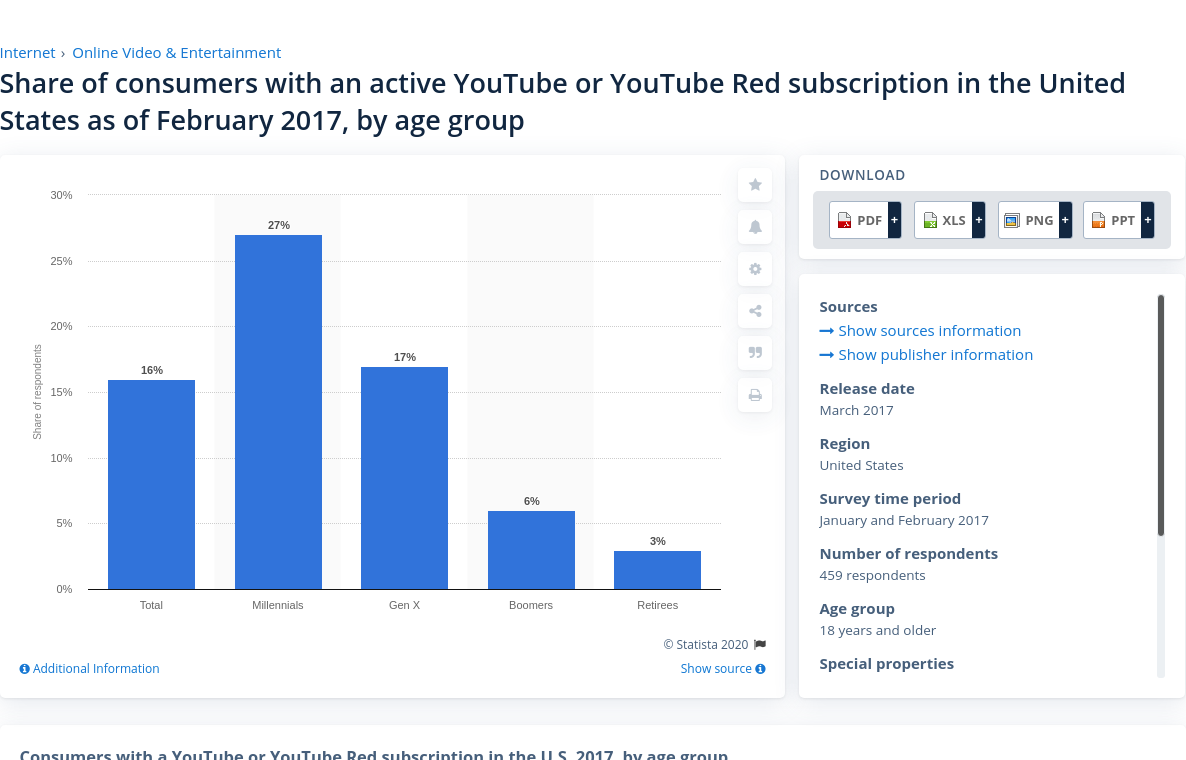 Internet › Online Video & Entertainment
Share of consumers with an active YouTube or YouTube Red subscription in the United
States as of February 2017, by age group
30%
25%
20%
15%
10%
5%
0%
Share of respondents
16%
27%
17%
6%
3%
Total
Millennials
Gen X
Boomers
Retirees
© Statista 2020
Additional Information
Show source
DOWNLOAD
PDF + XLS + PNG + PPT +
Sources
Show sources information
Show publisher information
Release date
March 2017
Region
United States
Survey time period
January and February 2017
Number of respondents
459 respondents
Age group
18 years and older
Special properties
Consumers with a YouTube or YouTube Red subscription in the U.S. 2017, by age group